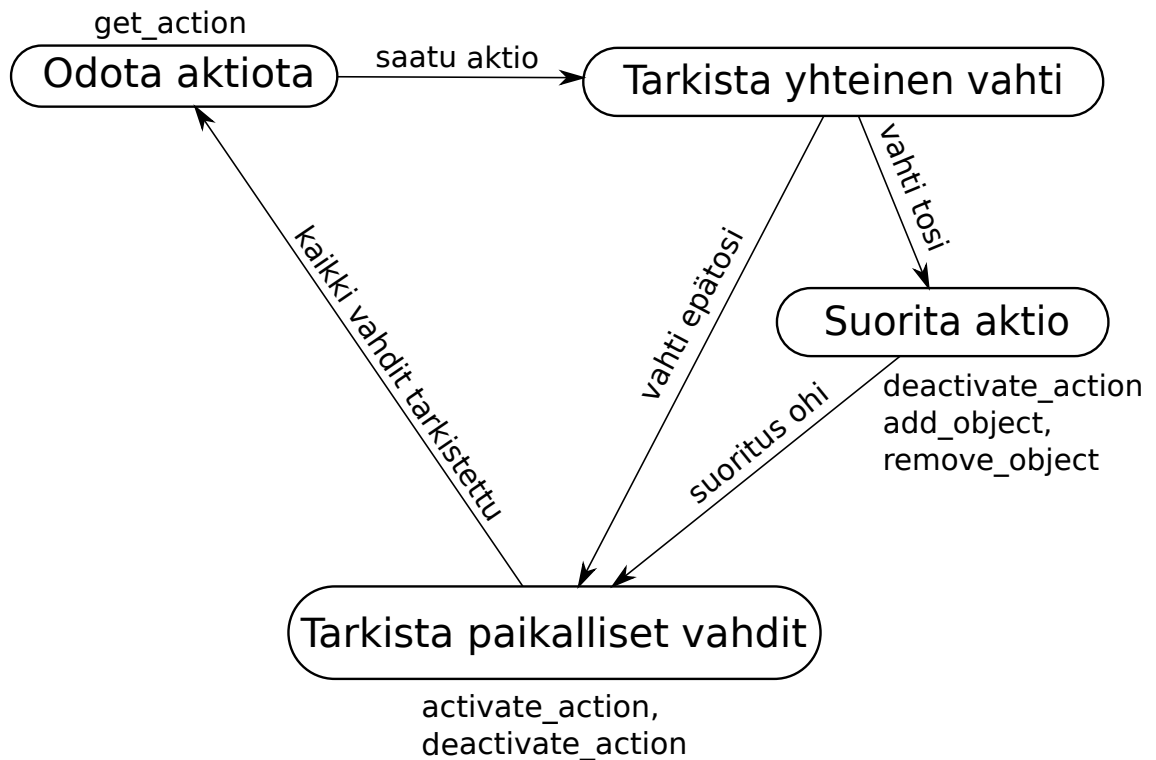 get_action
Odota aktiota
saatu aktio
Tarkista yhteinen vahti
vahti tosi
vahti epätosi
kaikki vahdit tarkistettu
Suorita aktio
deactivate_action
add_object,
remove_object
suoritus ohi
Tarkista paikalliset vahdit
activate_action,
deactivate_action